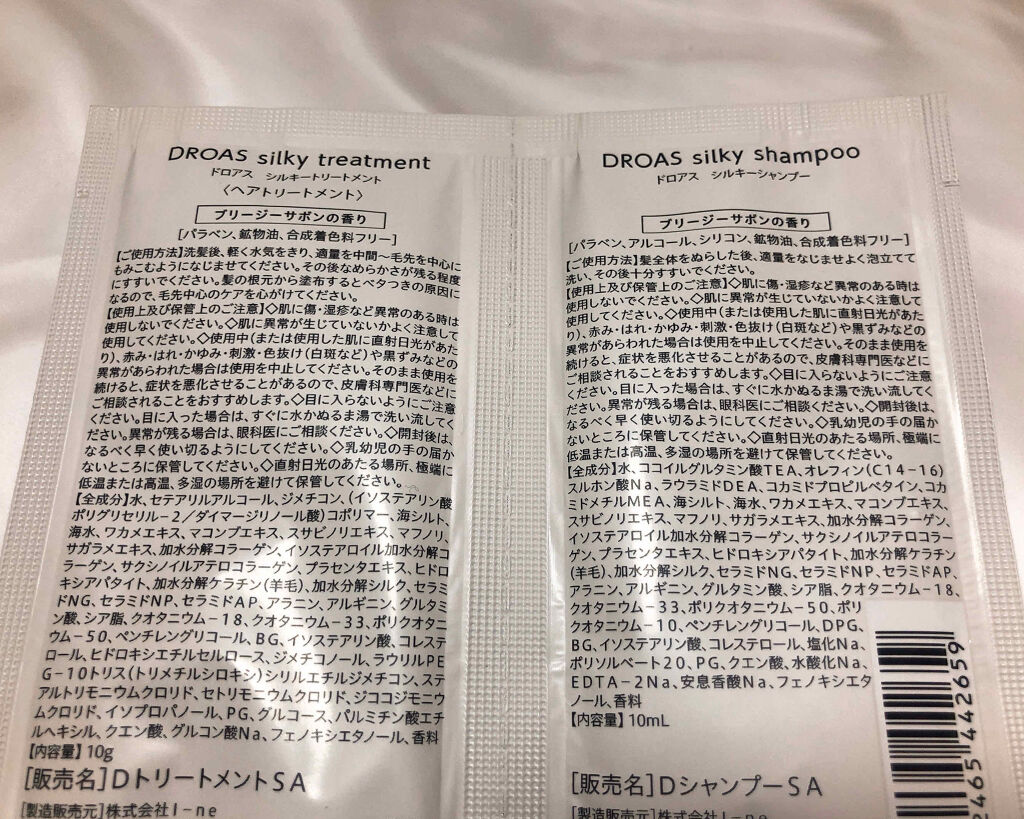 DROAS silky treatment
ドロアス シルキートリートメント
〈ヘアトリートメント〉
ブリージーサボンの香り
[パラベン、鉱物油、合成着色料フリー]
【ご使用方法】洗髪後、軽く水気をきり、適量を中間～毛先を中心に
もみこむようになじませてください。その後なめらかさが残る程度
にすすいでください。髪の根元から塗布するとベタつきの原因に
なるので、毛先中心のケアを心がけてください。
【使用上及び保管上のご注意】◇肌に傷・湿疹など異常のある時は
使用しないでください。◇肌に異常が生じていないかよく注意して
使用してください。◇使用中(または使用した肌に直射日光があた
り)、赤み・はれ・かゆみ・刺激・色抜け(白斑など)や黒ずみなどの
異常があらわれた場合は使用を中止してください。そのまま使用を
続けると、症状を悪化させることがあるので、皮膚科専門医などに
ご相談されることをおすすめします。◇目に入らないようにご注意
ください。目に入った場合は、すぐに水かぬるま湯で洗い流してく
ださい。異常が残る場合は、眼科医にご相談ください。◇開封後は、
なるべく早く使い切るようにしてください。◇乳幼児の手の届か
ないところに保管してください。◇直射日光のあたる場所、極端に
低温または高温、多湿の場所を避けて保管してください。
【全成分】水、セテアリルアルコール、ジメチコン、(イソステアリン酸
ポリグリセリル-2/ダイマージリノール酸)コポリマー、海シルト、
海水、ワカメエキス、マコンブエキス、スサビノリエキス、マフノリ、
サガラメエキス、加水分解コラーゲン、イソステアロイル加水分解コ
ラーゲン、サクシノイルアテロコラーゲン、プラセンタエキス、ヒドロ
キシアパタイト、加水分解ケラチン(羊毛)、加水分解シルク、セラミ
ドNG、セラミドNP、セラミドAP、アラニン、アルギニン、グルタミ
ン酸、シア脂、クオタニウム-18、クオタニウム-33、ポリクオタニ
ウム-50、ペンチレングリコール、BG、イソステアリン酸、コレステ
ロール、ヒドロキシエチルセルロース、ジメチコノール、ラウリルPE
G-10トリス(トリメチルシロキシ)シリルエチルジメチコン、ステ
アルトリモニウムクロリド、セトリモニウムクロリド、ジココジモニウ
ムクロリド、イソプロパノール、PG、グルコース、パルミチン酸エチ
ルヘキシル、クエン酸、グルコン酸Na、フェノキシエタノール、香料
【内容量】10g
[販売名]DトリートメントSA
[製造販売元]株式会社I-ne
DROAS silky shampoo
ドロアス シルキーシャンプー
ブリージーサボンの香り
[パラベン、アルコール、シリコン、鉱物油、合成着色料フリー]
【ご使用方法】髪全体をぬらした後、適量をなじませよく泡立てて
洗い、その後十分すすいでください。
【使用上及び保管上のご注意】◇肌に傷・湿疹など異常のある時は
使用しないでください。◇肌に異常が生じていないかよく注意して
使用してください。◇使用中(または使用した肌に直射日光があた
り)、赤み・はれ・かゆみ・刺激・色抜け(白斑など)や黒ずみなどの
異常があらわれた場合は使用を中止してください。そのまま使用を
続けると、症状を悪化させることがあるので、皮膚科専門医などに
ご相談されることをおすすめします。◇目に入らないようにご注意
ください。目に入った場合は、すぐに水かぬるま湯で洗い流してく
ださい。異常が残る場合は、眼科医にご相談ください。◇開封後は、
なるべく早く使い切るようにしてください。◇乳幼児の手の届か
ないところに保管してください。◇直射日光のあたる場所、極端に
低温または高温、多湿の場所を避けて保管してください。
【全成分】水、ココイルグルタミン酸TEA、オレフィン(C14-16)
スルホン酸Na、ラウラミドDEA、コカミドプロピルベタイン、コカ
ミドメチルMEA、海シルト、海水、ワカメエキス、マコンブエキス、
スサビノリエキス、マフノリ、サガラメエキス、加水分解コラーゲン、
イソステアロイル加水分解コラーゲン、サクシノイルアテロコラー
ゲン、プラセンタエキス、ヒドロキシアパタイト、加水分解ケラチン
(羊毛)、加水分解シルク、セラミドNG、セラミドNP、セラミドAP、
アラニン、アルギニン、グルタミン酸、シア脂、クオタニウム-18、
クオタニウム-33、ポリクオタニウム-50、ポリ
クオタニウム-10、ペンチレングリコール、DPG、
BG、イソステアリン酸、コレステロール、塩化Na、
ポリソルベート20、PG、クエン酸、水酸化Na、
EDTA-2Na、安息香酸Na、フェノキシエタ
ノール、香料
【内容量】10mL
[販売名]DシャンプーSA
[製造販売元]株式会社I-ne
2465 442659